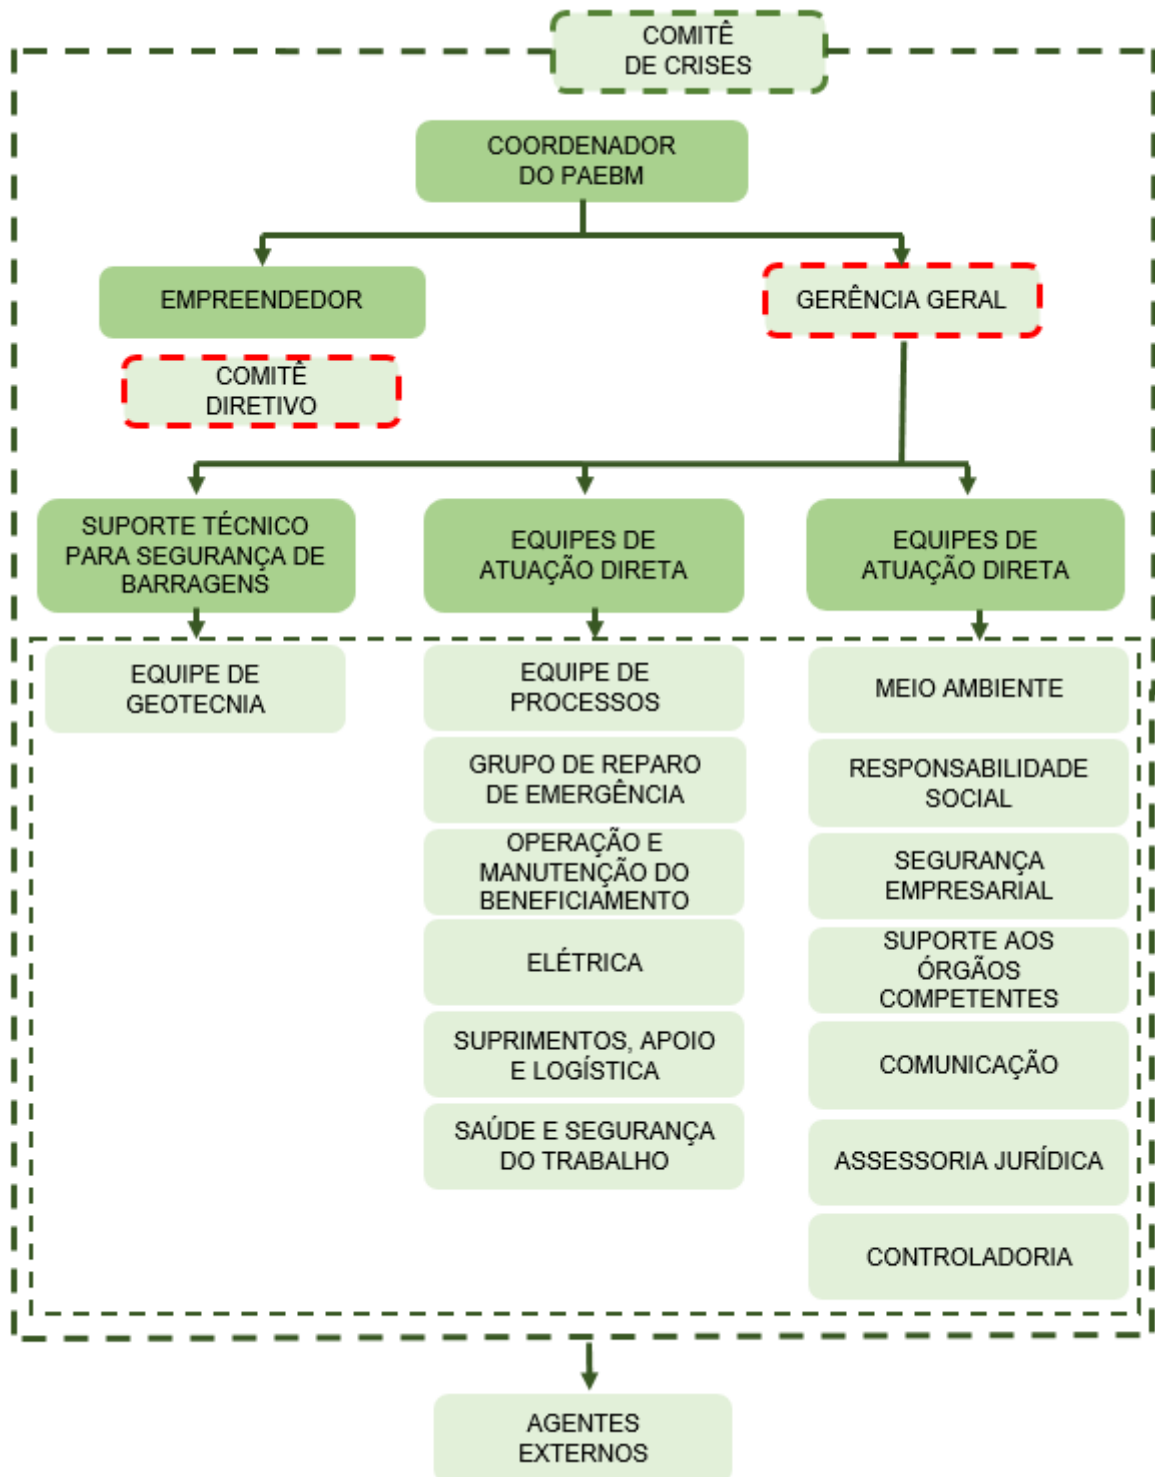 COMITÊ
DE CRISES
COORDENADOR
DO PAEBM
EMPREENDEDOR
GERÊNCIA GERAL
COMITÊ
DIRETIVO
SUPORTE TÉCNICO
PARA SEGURANÇA DE
BARRAGENS
EQUIPES DE
ATUAÇÃO DIRETA
EQUIPES DE
ATUAÇÃO DIRETA
EQUIPE DE
GEOTECNIA
EQUIPE DE
PROCESSOS
GRUPO DE REPARO
DE EMERGÊNCIA
OPERAÇÃO E
MANUTENÇÃO DO
BENEFICIAMENTO
ELÉTRICA
SUPRIMENTOS, APOIO
E LOGÍSTICA
SAÚDE E SEGURANÇA
DO TRABALHO
MEIO AMBIENTE
RESPONSABILIDADE
SOCIAL
SEGURANÇA
EMPRESARIAL
SUPORTE AOS
ÓRGÃOS
COMPETENTES
COMUNICAÇÃO
ASSESSORIA JURÍDICA
CONTROLADORIA
AGENTES
EXTERNOS